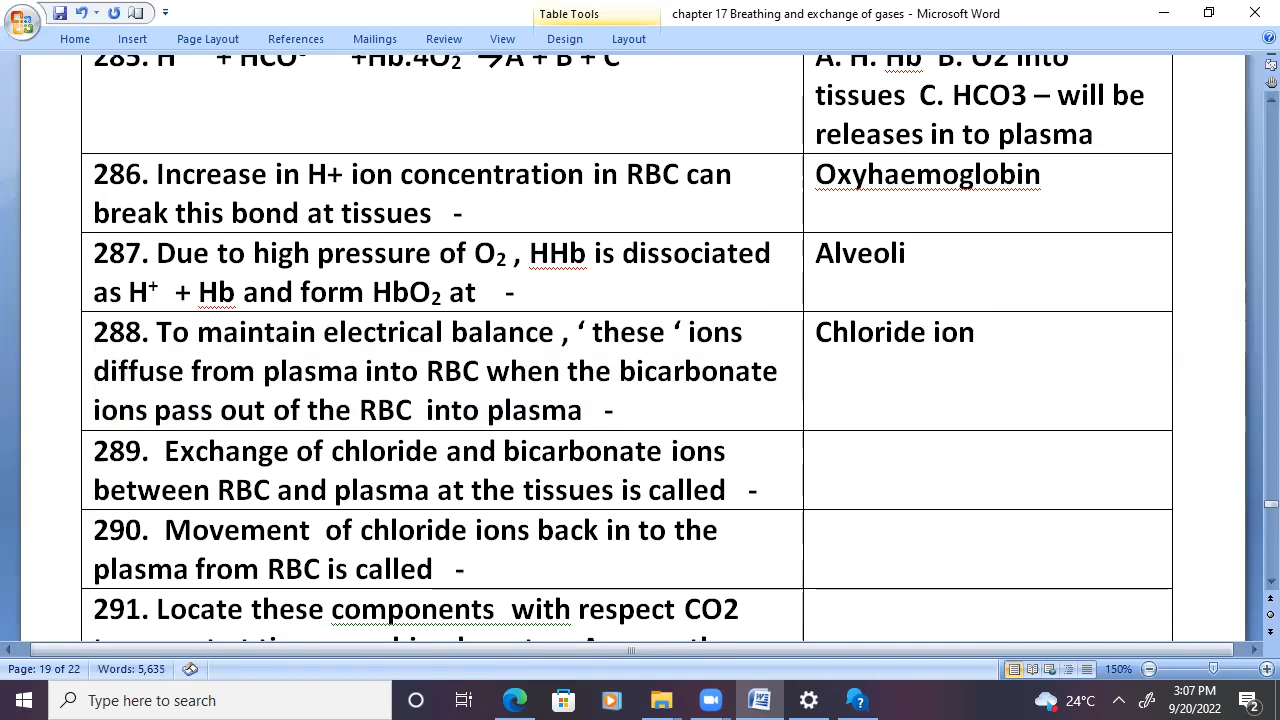 Table Tools
chapter 17 Breathing and exchange of gases - Microsoft Word
Home Insert Page Layout References Mailings Review View Design Layout
285. H + HCO +Hb.4O₂ →A + B + C
A. H. Hb B. O2 into
tissues C. HCO3 – will be
releases in to plasma
286. Increase in H+ ion concentration in RBC can
break this bond at tissues -
Oxyhaemoglobin
287. Due to high pressure of O₂ , HHb is dissociated
as H⁺ + Hb and form HbO₂ at -
Alveoli
288. To maintain electrical balance , ‘ these ‘ ions
diffuse from plasma into RBC when the bicarbonate
ions pass out of the RBC into plasma -
Chloride ion
289. Exchange of chloride and bicarbonate ions
between RBC and plasma at the tissues is called -
290. Movement of chloride ions back in to the
plasma from RBC is called -
291. Locate these components with respect CO2
Page: 19 of 22 Words: 5,635 150%
Type here to search
24°C
3:07 PM
9/20/2022
2